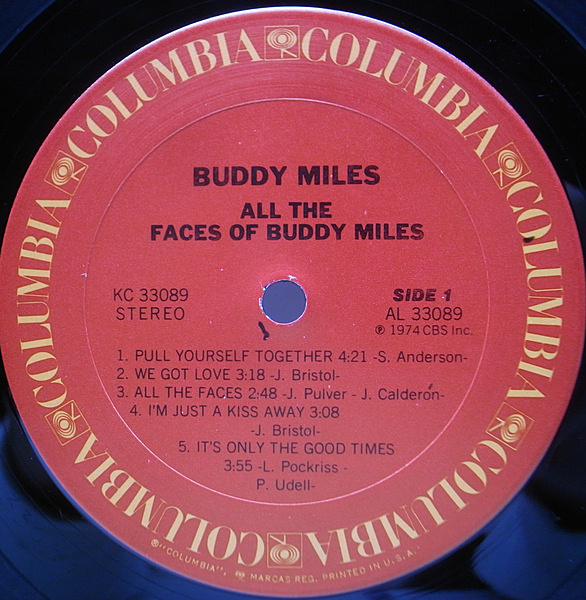 COLUMBIA COLUMBIA COLUMBIA COLUMBIA COLUMBIA COLUMBIA COLUMBIA
BUDDY MILES
ALL THE
FACES OF BUDDY MILES
KC 33089
STEREO
SIDE 1
AL 33089
℗ 1974 CBS Inc.
1. PULL YOURSELF TOGETHER 4:21 -S. Anderson-
2. WE GOT LOVE 3:18 -J. Bristol-
3. ALL THE FACES 2:48 -J. Pulver - J. Calderón-
4. I'M JUST A KISS AWAY 3:08
-J. Bristol-
5. IT'S ONLY THE GOOD TIMES
3:55 -L. Pockriss -
P. Udell-
®"COLUMBIA", ® MARCAS REG. PRINTED IN U.S.A.